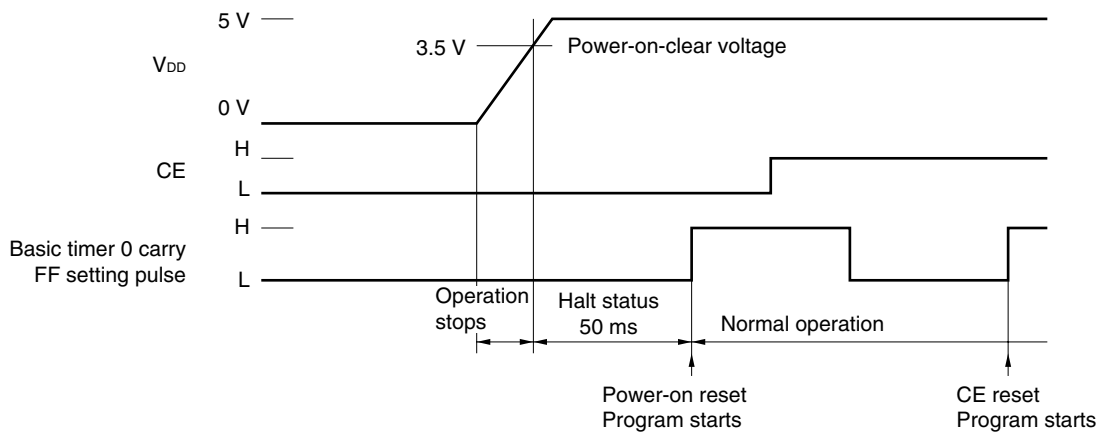 5 V
3.5 V
Power-on-clear voltage
VDD
0 V
H
CE
L
H
Basic timer 0 carry
FF setting pulse
L
Operation
stops
Halt status
50 ms
Normal operation
Power-on reset
Program starts
CE reset
Program starts